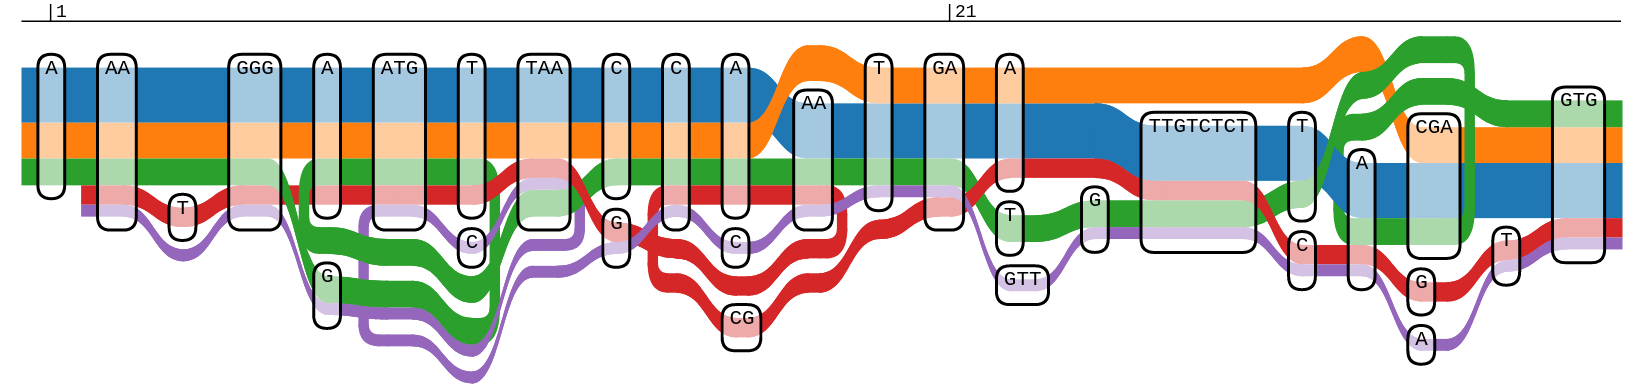 1 21
A AA GGG A ATG T TAA C C A T GA A
AA
TTGTCTCT T CGA GTG
A
T G T G
C C C T
G GTT G
CG A